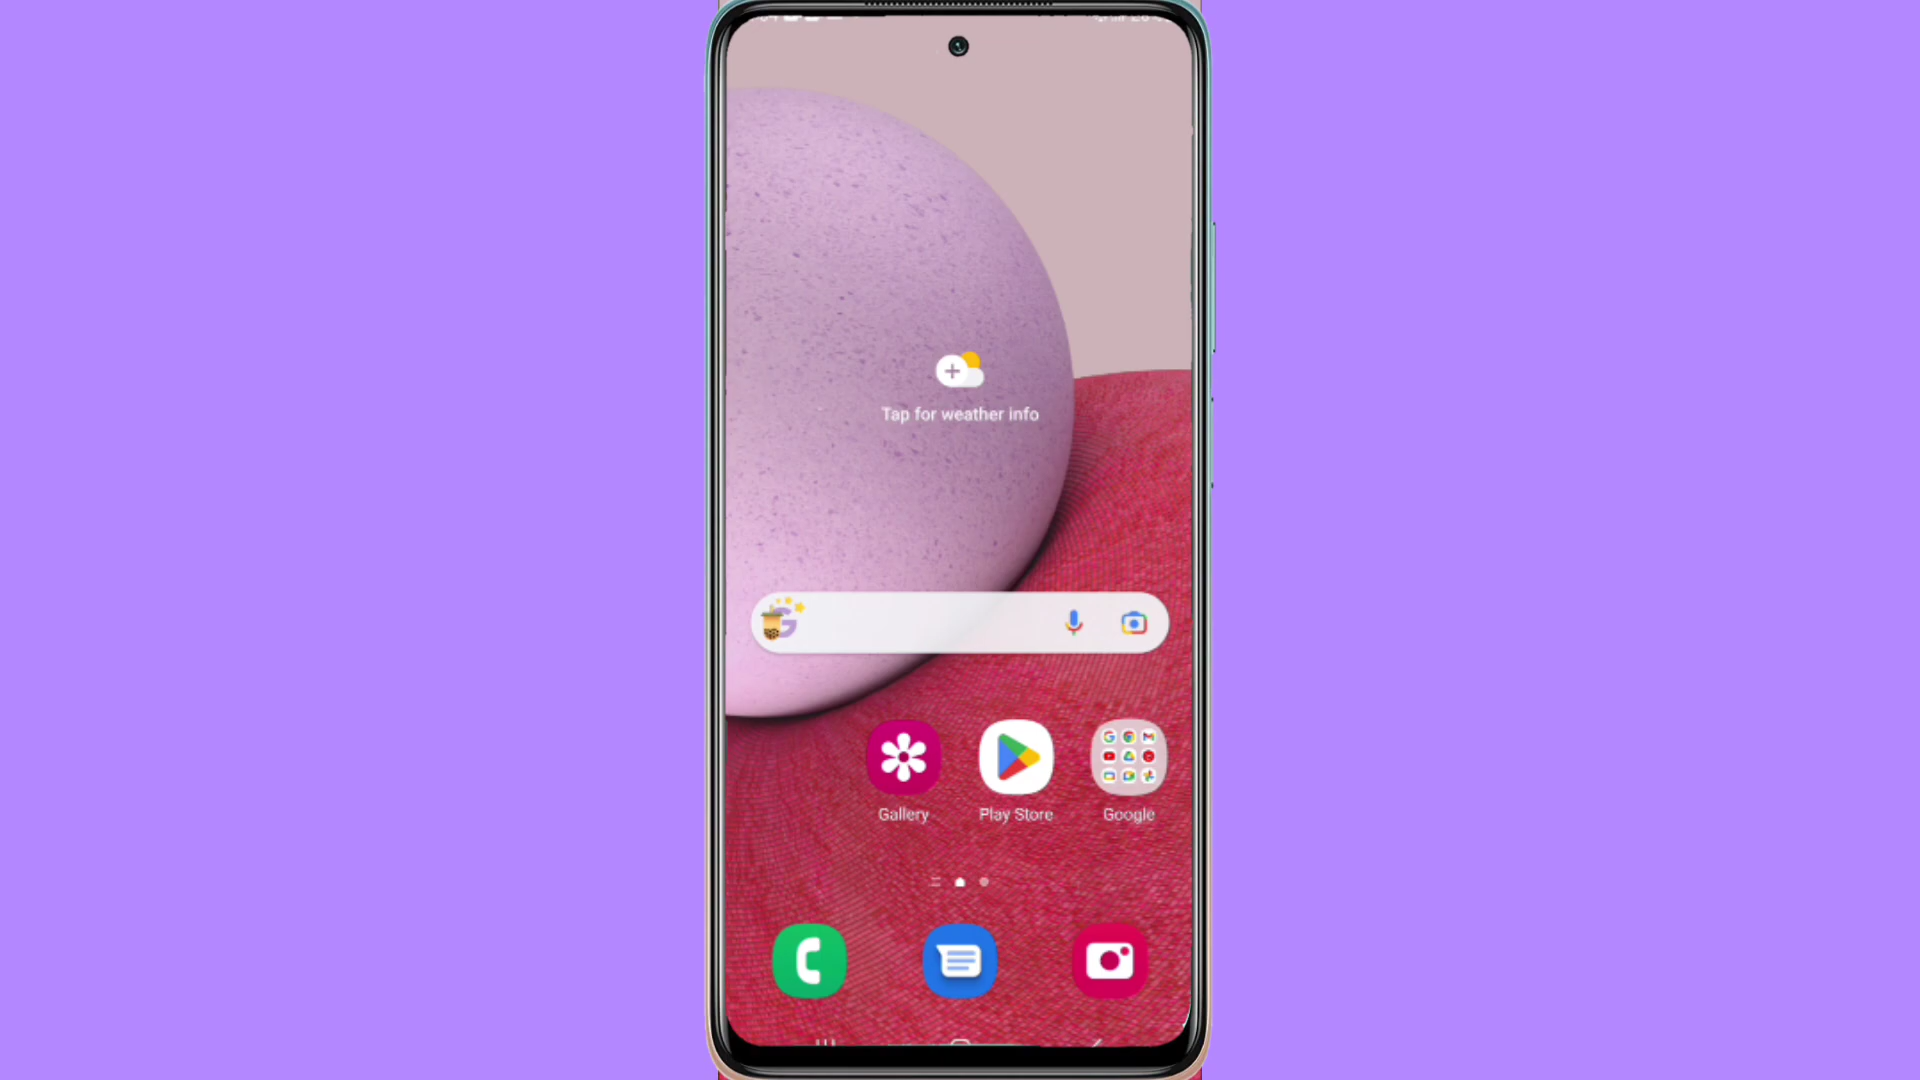 Tap for weather info
G
Gallery
Play Store
Google